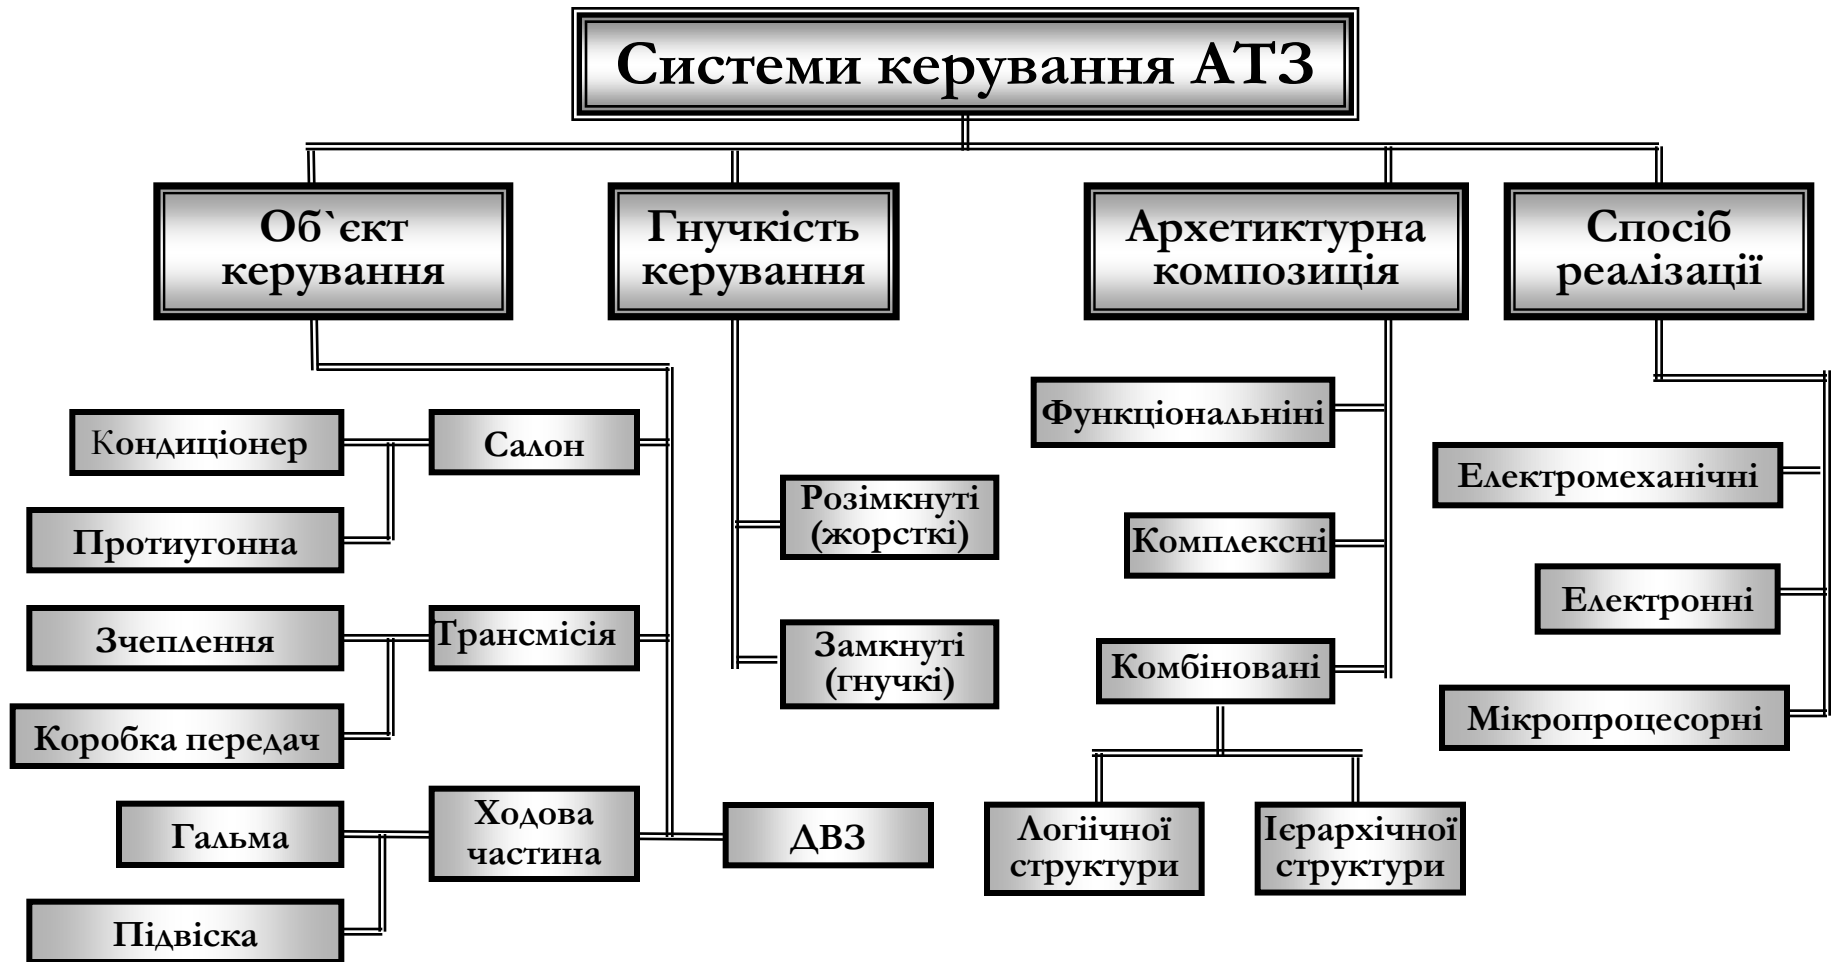 Системи керування АТЗ
Об`єкт
керування
Гнучкість
керування
Архетиктурна
композиція
Спосіб
реалізації
Кондиціонер
Салон
Протиугонна
Зчеплення
Трансмісія
Коробка передач
Гальма
Ходова
частина
ДВЗ
Підвіска
Розімкнуті
(жорсткі)
Замкнуті
(гнучкі)
Функціональніні
Комплексні
Комбіновані
Логіічної
структури
Ієрархічної
структури
Електромеханічні
Електронні
Мікропроцесорні